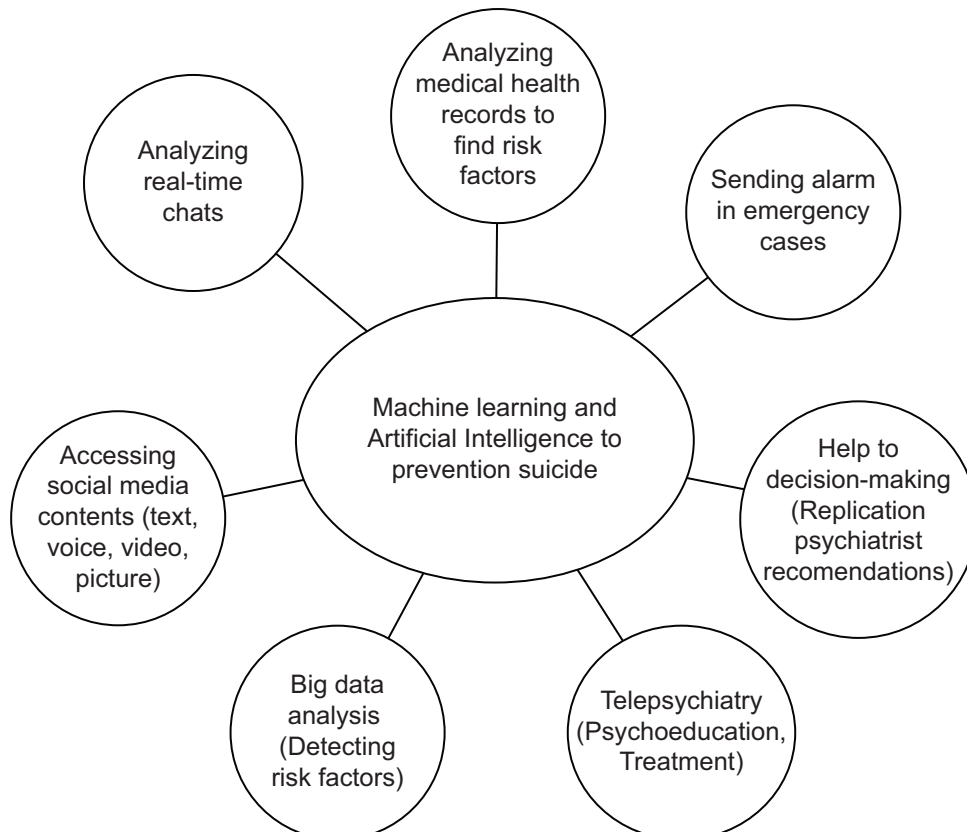 Analyzing
medical health
records to
find risk
factors
Analyzing
real-time
chats
Sending alarm
in emergency
cases
Machine learning and
Artificial Intelligence to
prevention suicide
Accessing
social media
contents (text,
voice, video,
picture)
Help to
decision-making
(Replication
psychiatrist
recomendations)
Big data
analysis
(Detecting
risk factors)
Telepsychiatry
(Psychoeducation,
Treatment)